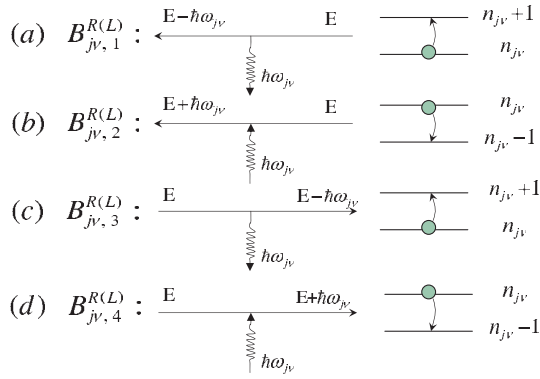 (a) B^{R(L)}_{jν, 1} : E−ħω_{jν} E ħω_{jν} n_{jν}+1 n_{jν}
(b) B^{R(L)}_{jν, 2} : E+ħω_{jν} E ħω_{jν} n_{jν} n_{jν}−1
(c) B^{R(L)}_{jν, 3} : E E−ħω_{jν} ħω_{jν} n_{jν}+1 n_{jν}
(d) B^{R(L)}_{jν, 4} : E E+ħω_{jν} ħω_{jν} n_{jν} n_{jν}−1